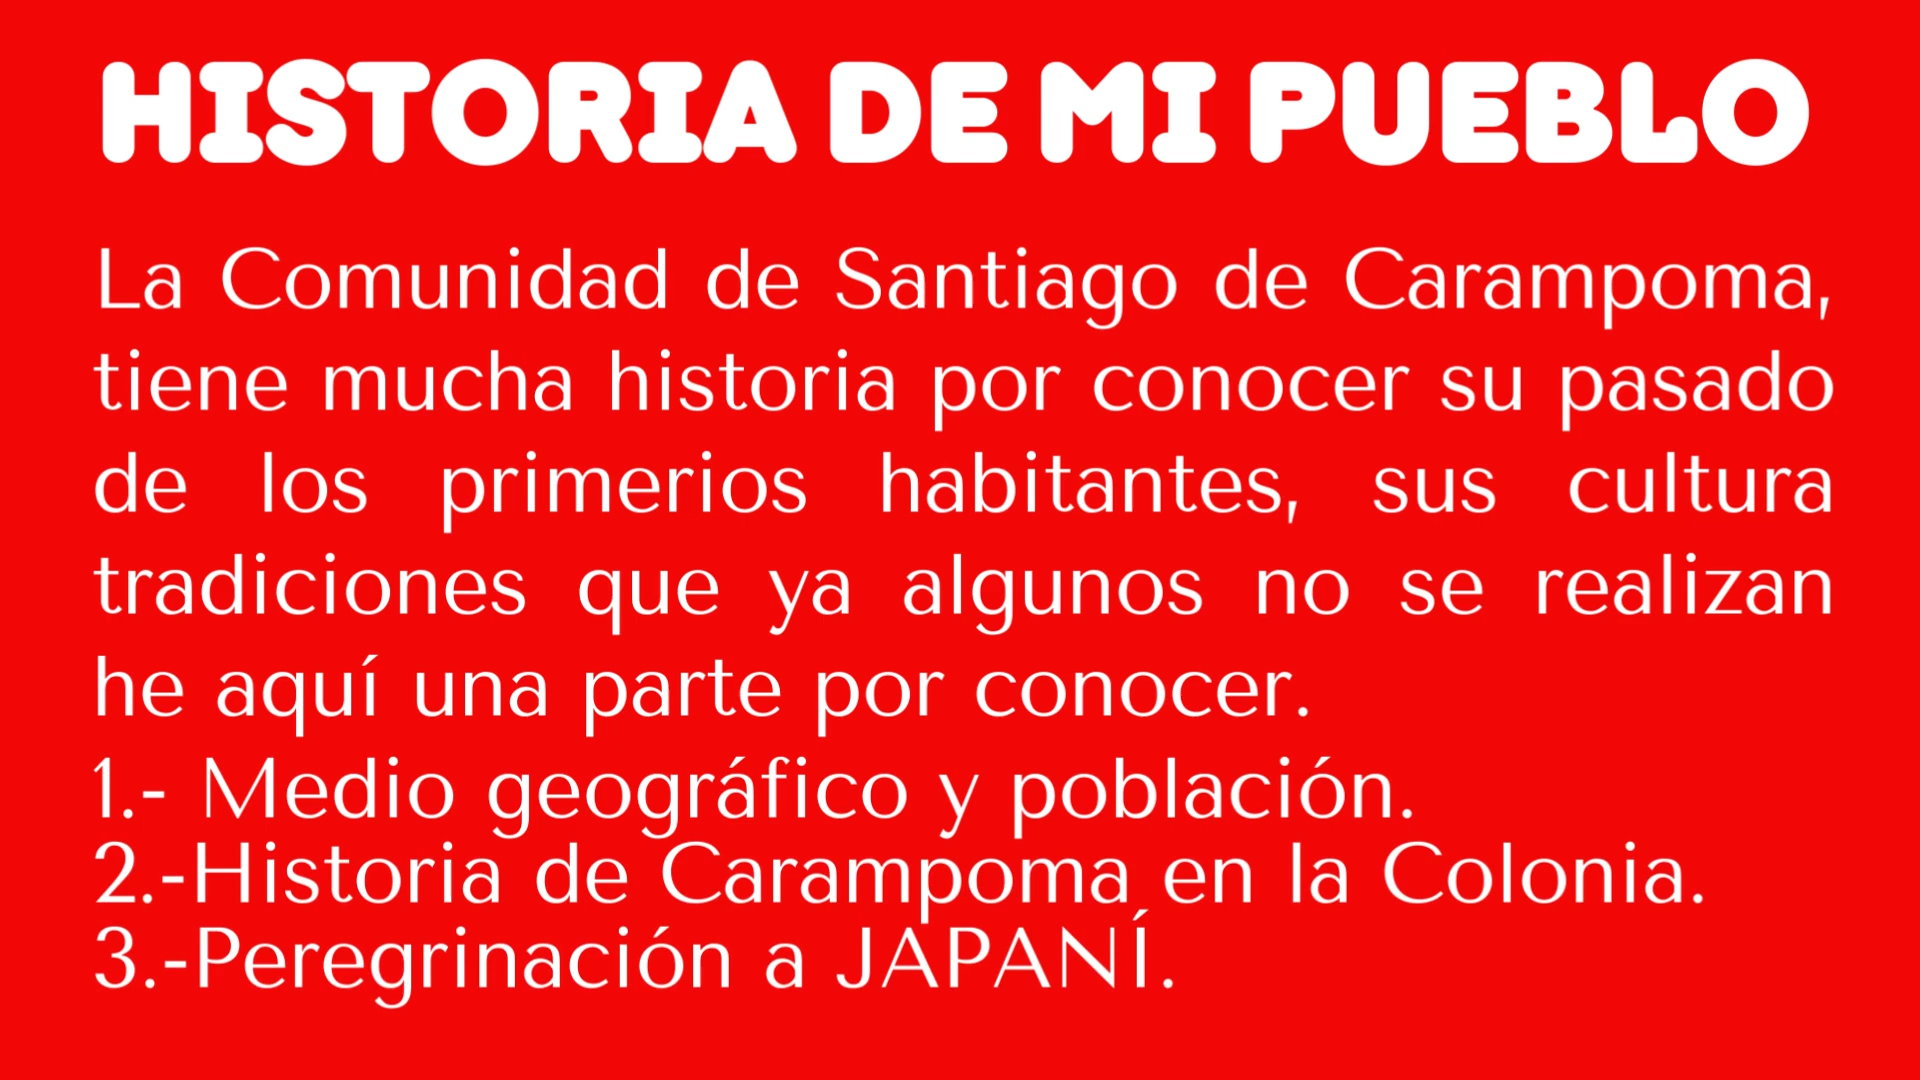 HISTORIA DE MI PUEBLO
La Comunidad de Santiago de Carampoma,
tiene mucha historia por conocer su pasado
de los primerios habitantes, sus cultura
tradiciones que ya algunos no se realizan
he aquí una parte por conocer.
1.- Medio geográfico y población.
2.-Historia de Carampoma en la Colonia.
3.-Peregrinación a JAPANÍ.